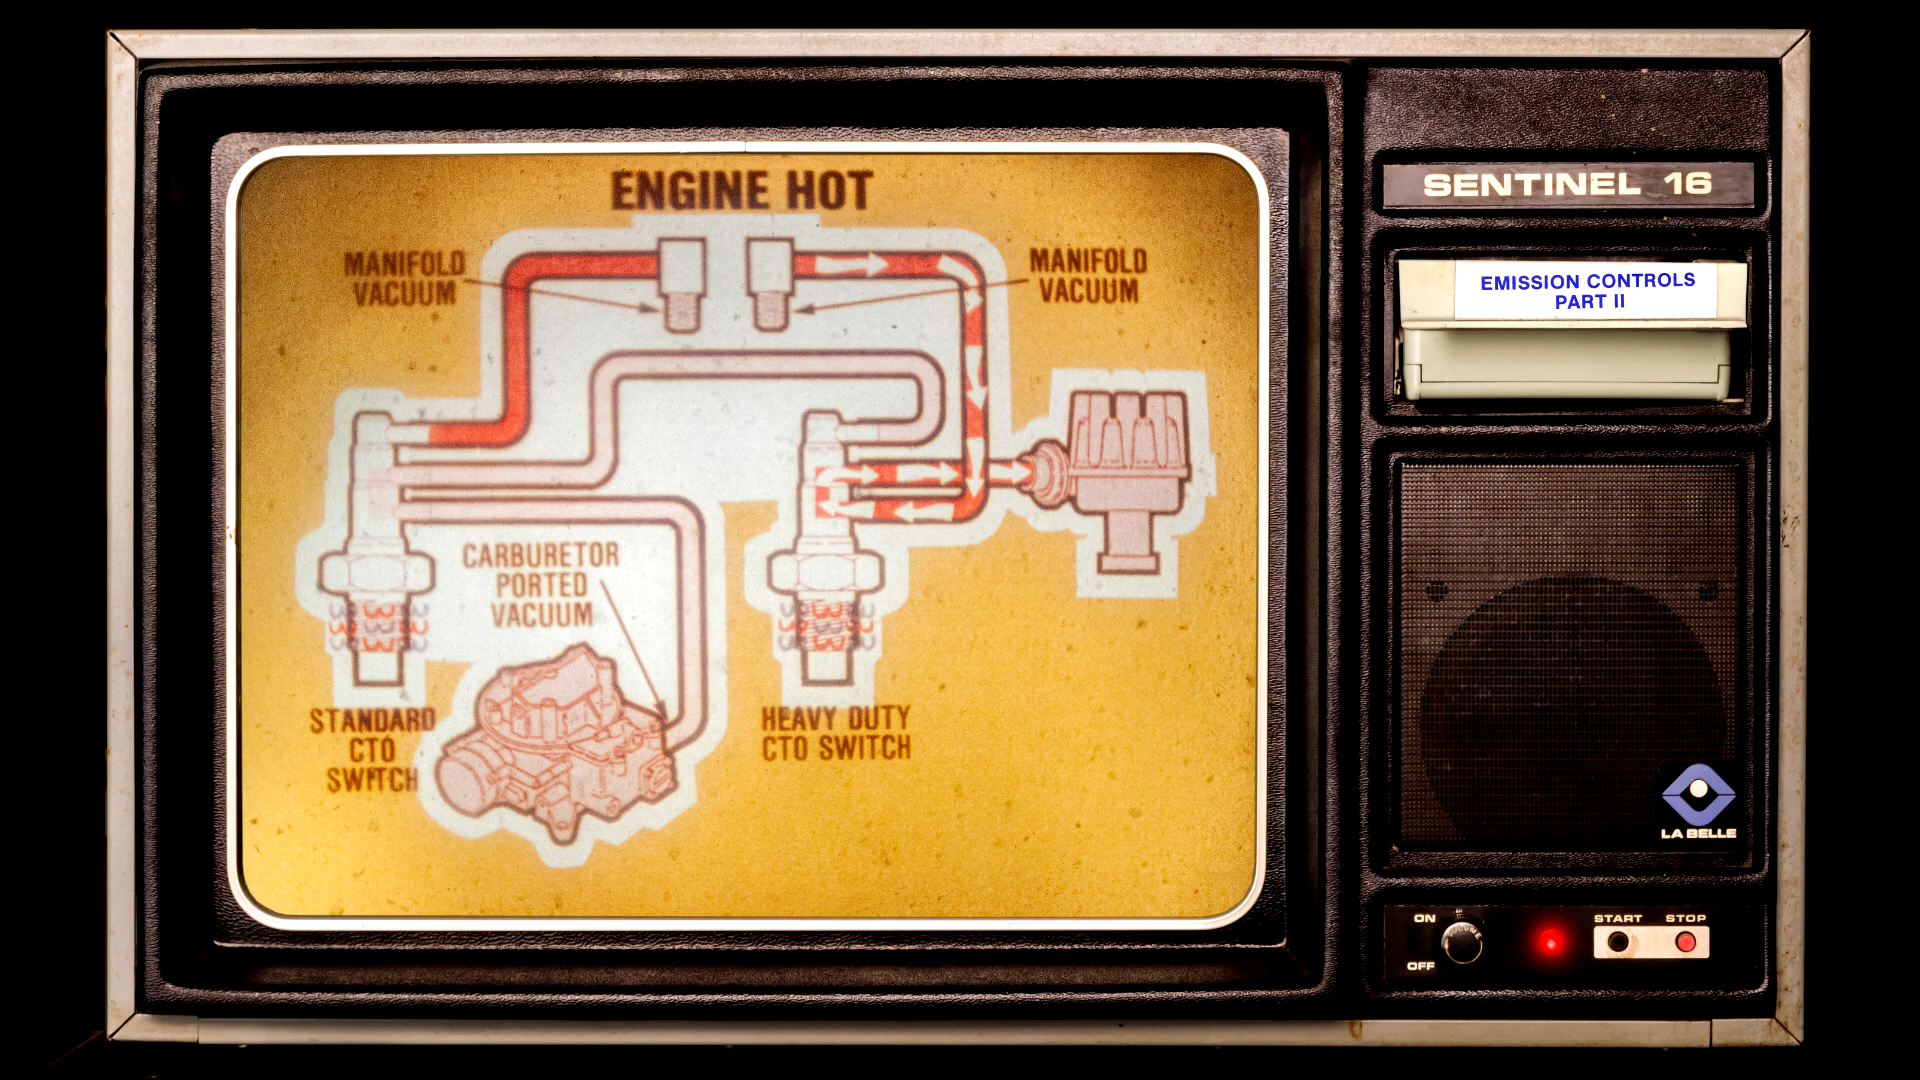 ENGINE HOT
MANIFOLD
VACUUM
MANIFOLD
VACUUM
CARBURETOR
PORTED
VACUUM
STANDARD
CTO
SWITCH
HEAVY DUTY
CTO SWITCH
SENTINEL 16
EMISSION CONTROLS
PART II
LA BELLE
ON
OFF
VOLUME
START
STOP